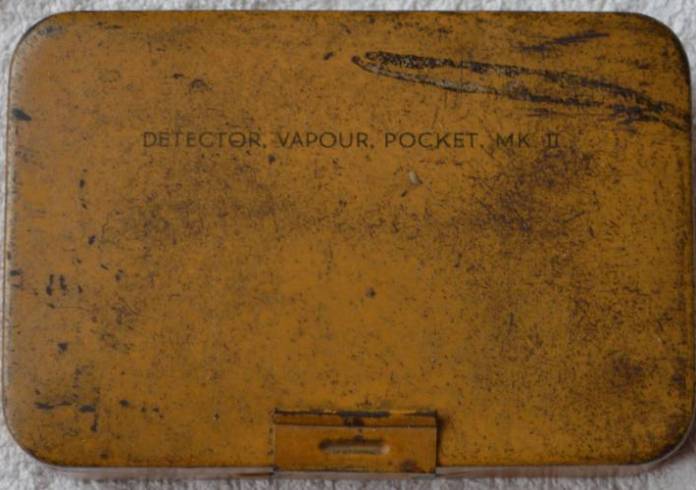 DETECTOR, VAPOUR, POCKET, MK II